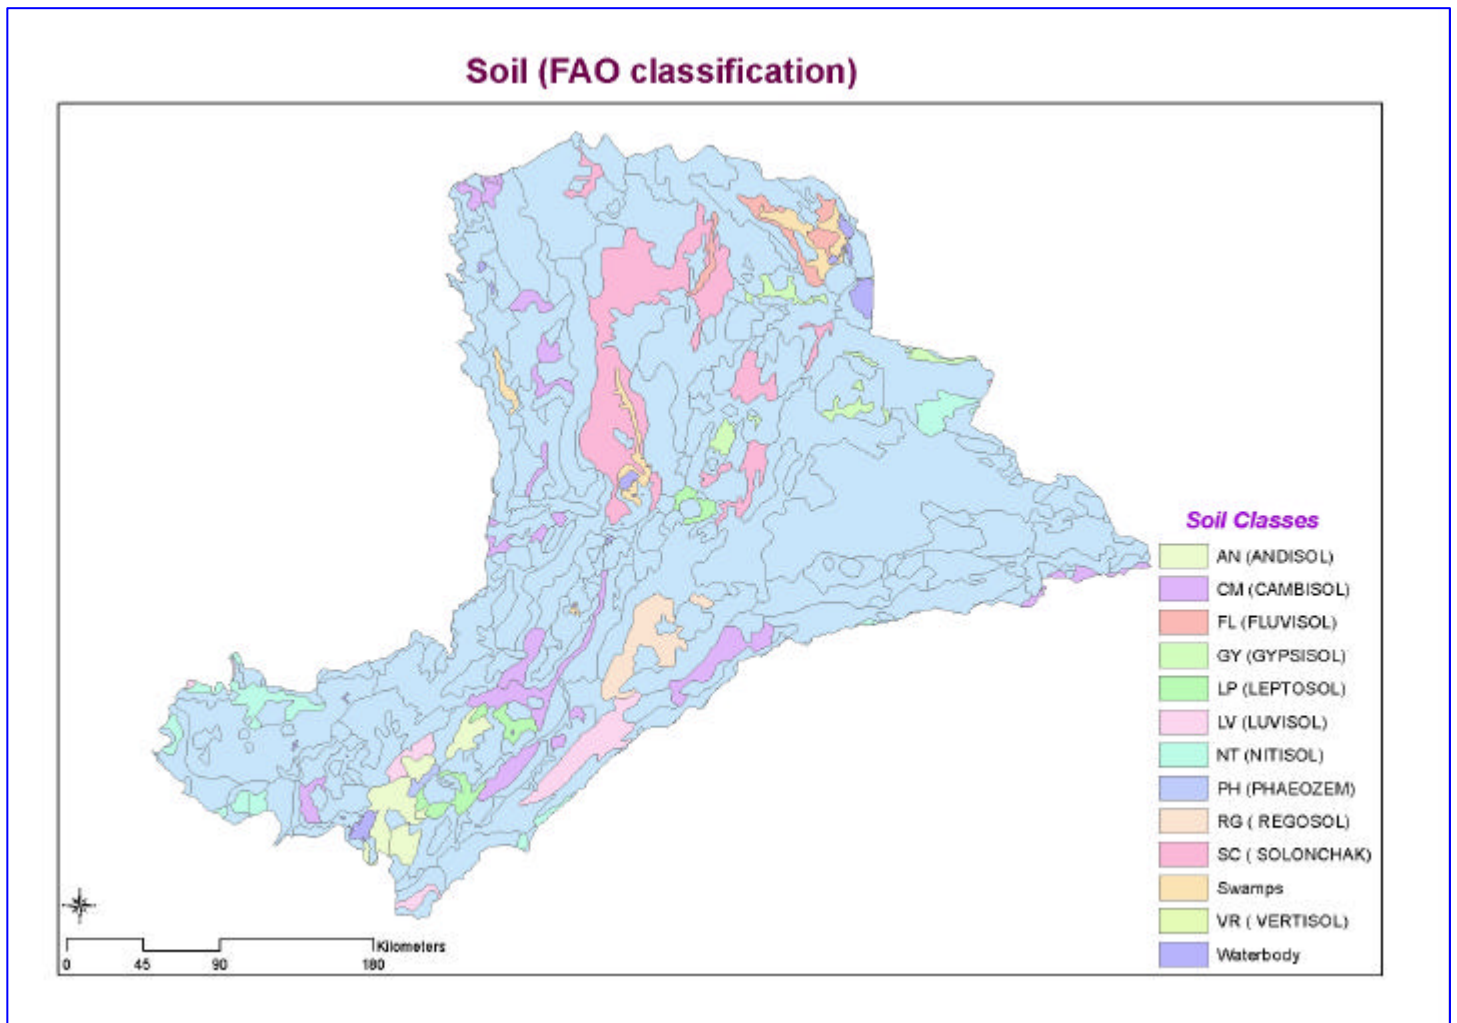 Soil (FAO classification)
Soil Classes
AN (ANDISOL)
CM (CAMBISOL)
FL (FLUVISOL)
GY (GYPSISOL)
LP (LEPTOSOL)
LV (LUVISOL)
NT (NITISOL)
PH (PHAEOZEM)
RG ( REGOSOL)
SC ( SOLONCHAK)
Swamps
VR ( VERTISOL)
Waterbody
Kilometers
0 45 90 180